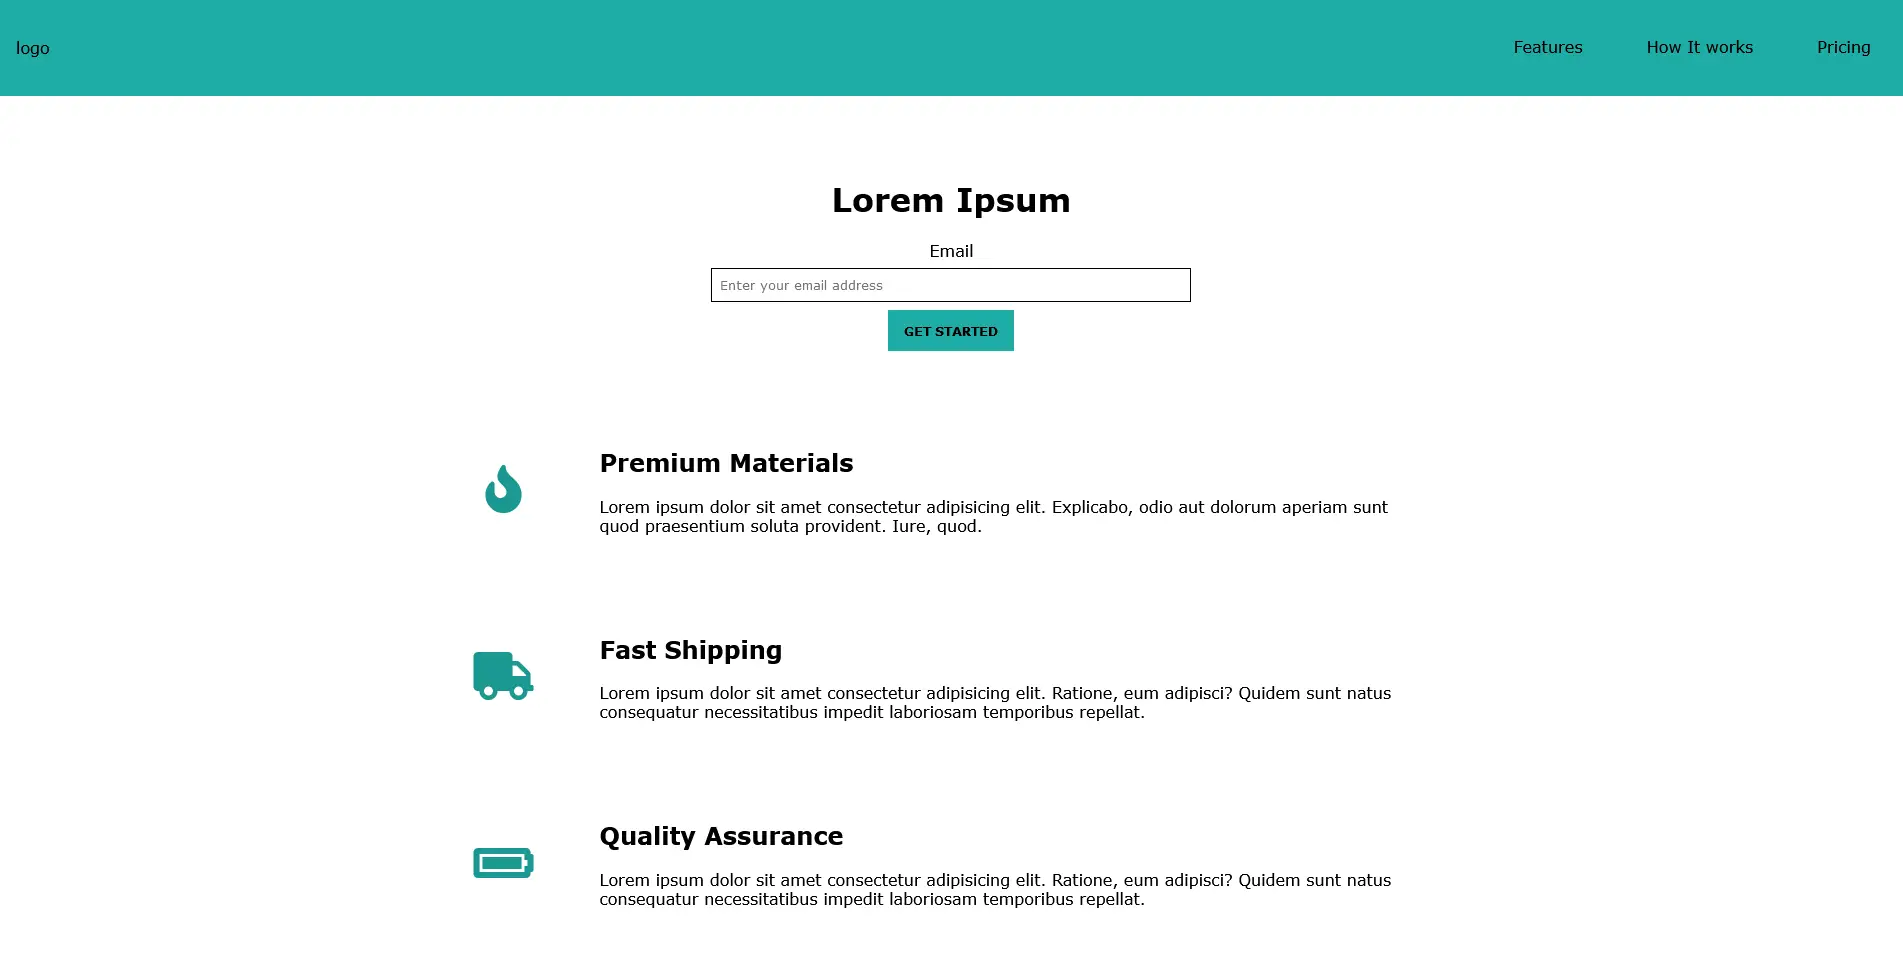 logo
Features
How It works
Pricing
Lorem Ipsum
Email
Enter your email address
GET STARTED
Premium Materials
Lorem ipsum dolor sit amet consectetur adipisicing elit. Explicabo, odio aut dolorum aperiam sunt
quod praesentium soluta provident. Iure, quod.
Fast Shipping
Lorem ipsum dolor sit amet consectetur adipisicing elit. Ratione, eum adipisci? Quidem sunt natus
consequatur necessitatibus impedit laboriosam temporibus repellat.
Quality Assurance
Lorem ipsum dolor sit amet consectetur adipisicing elit. Ratione, eum adipisci? Quidem sunt natus
consequatur necessitatibus impedit laboriosam temporibus repellat.